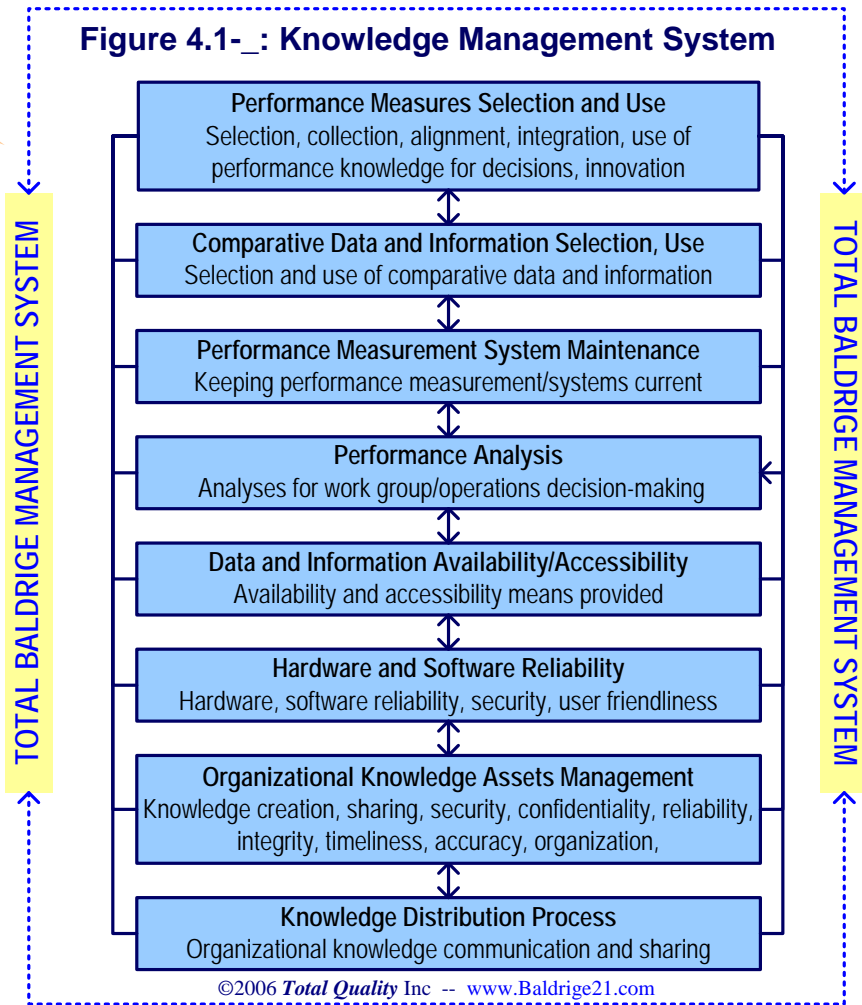 Figure 4.1-_: Knowledge Management System
Performance Measures Selection and Use
Selection, collection, alignment, integration, use of
performance knowledge for decisions, innovation
Comparative Data and Information Selection, Use
Selection and use of comparative data and information
Performance Measurement System Maintenance
Keeping performance measurement/systems current
Performance Analysis
Analyses for work group/operations decision-making
Data and Information Availability/Accessibility
Availability and accessibility means provided
Hardware and Software Reliability
Hardware, software reliability, security, user friendliness
Organizational Knowledge Assets Management
Knowledge creation, sharing, security, confidentiality, reliability,
integrity, timeliness, accuracy, organization,
Knowledge Distribution Process
Organizational knowledge communication and sharing
TOTAL BALDRIGE MANAGEMENT SYSTEM
TOTAL BALDRIGE MANAGEMENT SYSTEM
©2006 Total Quality Inc -- www.Baldrige21.com